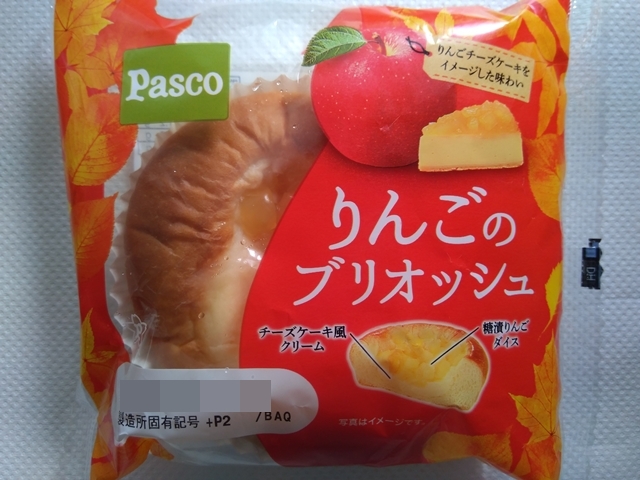 Pasco
りんごチーズケーキを
イメージした味わい
りんごの
ブリオッシュ
チーズケーキ風
クリーム
糖漬りんご
ダイス
写真はイメージです。
製造所固有記号 +P2 /BAQ